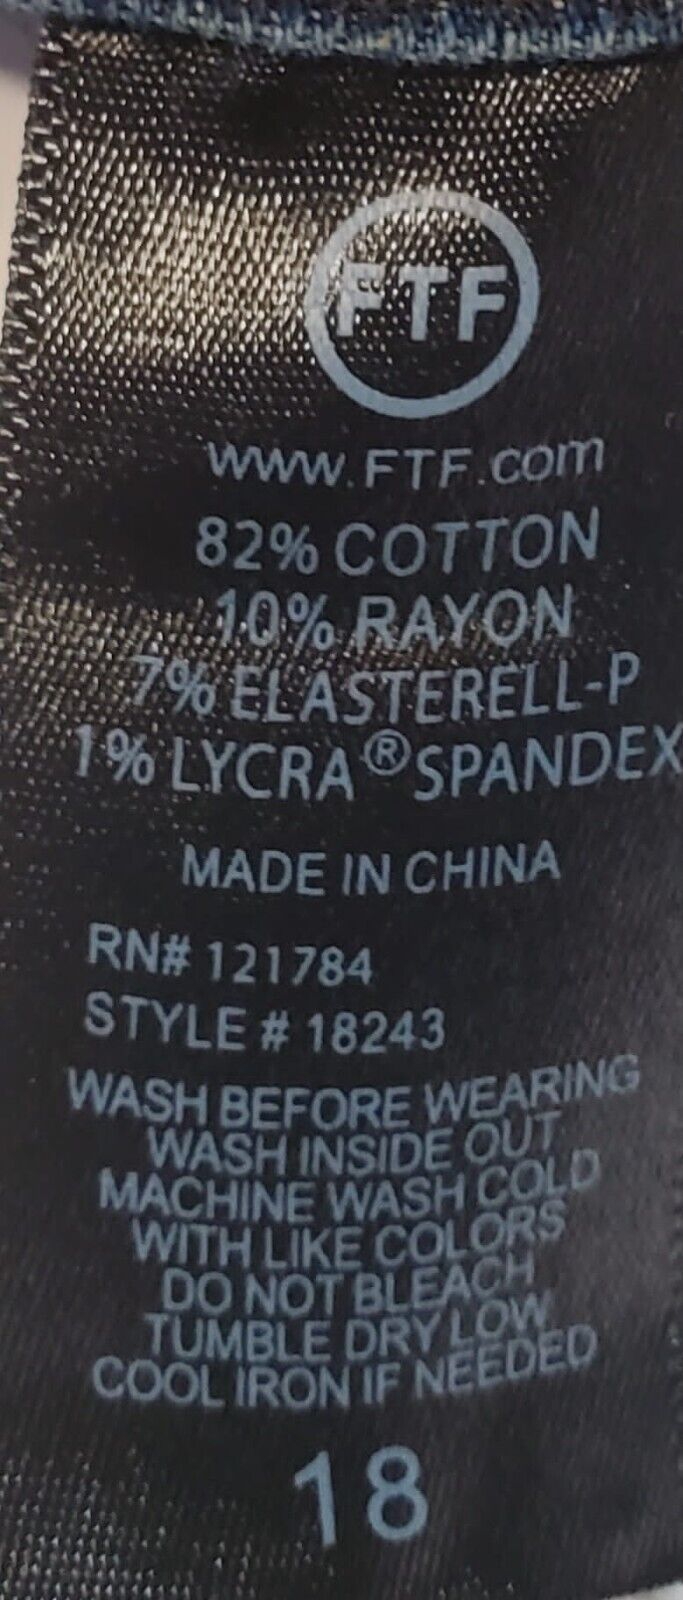 FTF
www.FTF.com
82% COTTON
10% RAYON
7% ELASTERELL-P
1% LYCRA® SPANDEX
MADE IN CHINA
RN# 121784
STYLE # 18243
WASH BEFORE WEARING
WASH INSIDE OUT
MACHINE WASH COLD
WITH LIKE COLORS
DO NOT BLEACH
TUMBLE DRY LOW
COOL IRON IF NEEDED
18